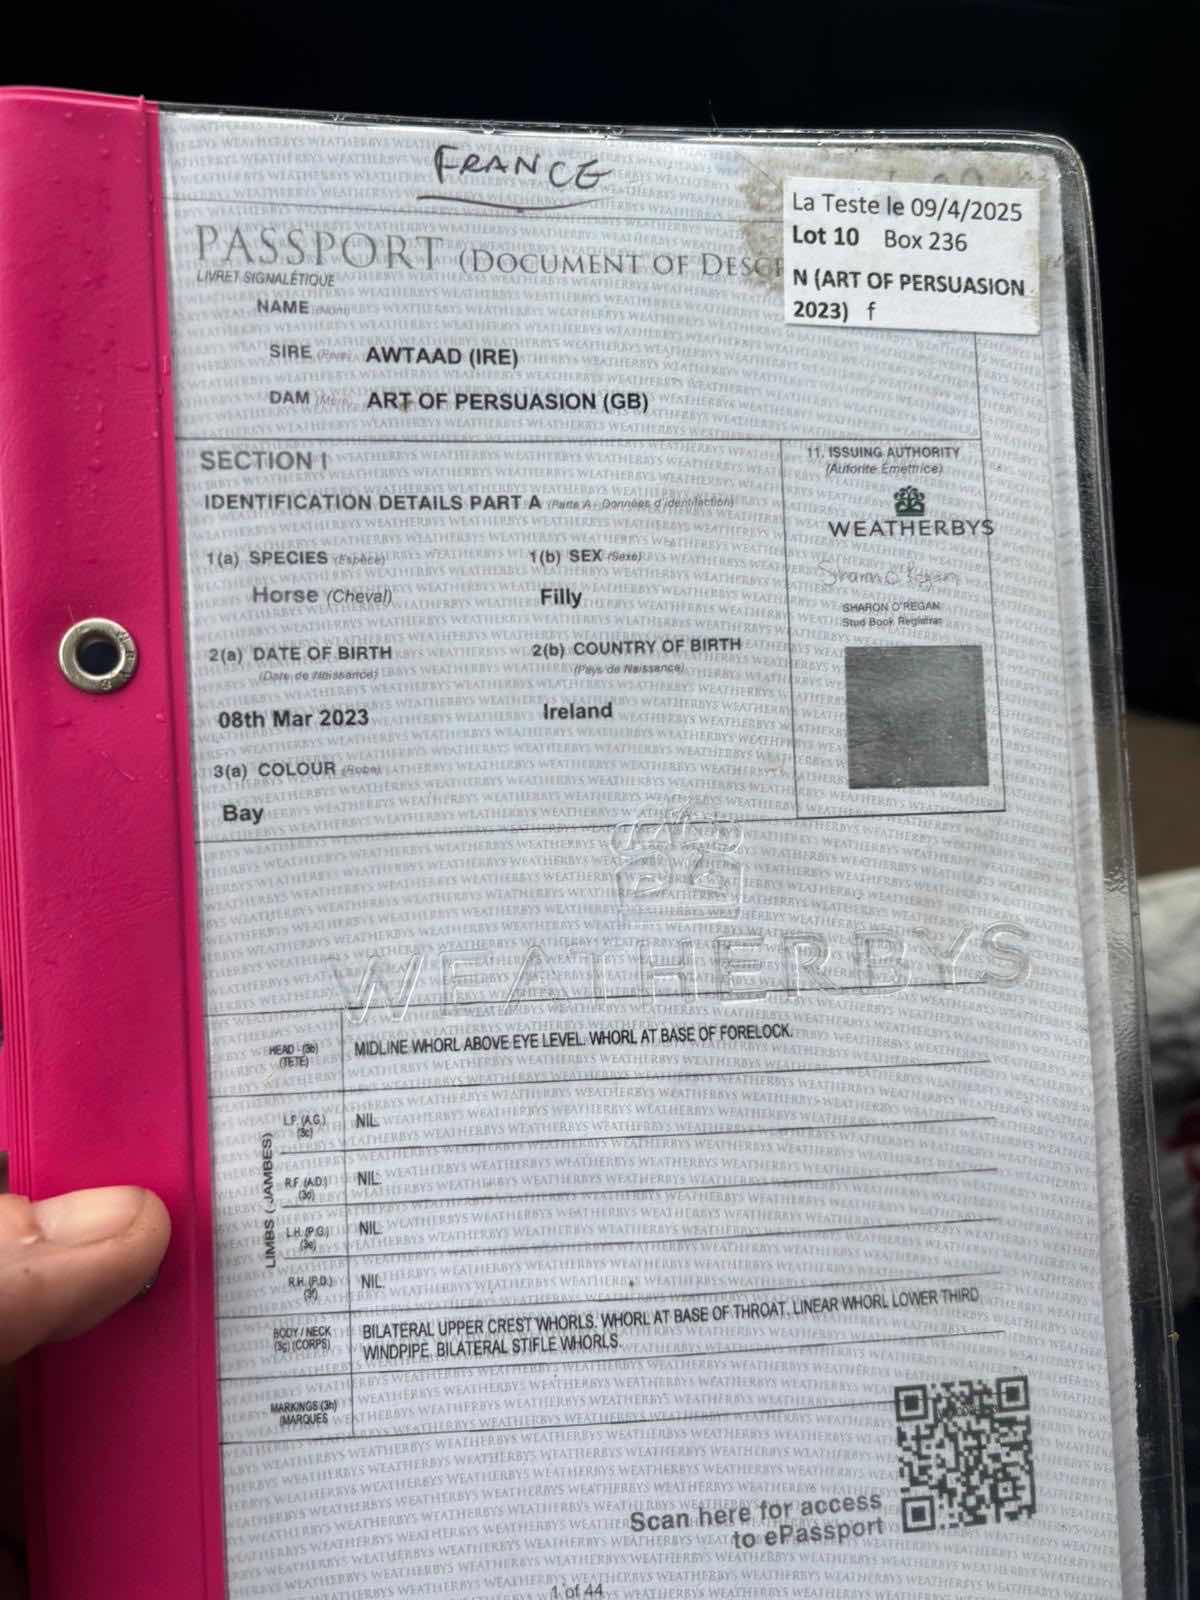 FRANCE
La Teste le 09/4/2025
Lot 10 Box 236
N (ART OF PERSUASION
2023) f
PASSPORT (DOCUMENT OF DESCR
LIVRET SIGNALÉTIQUE
NAME (Nom)
SIRE (Père) AWTAAD (IRE)
DAM (Mère) ART OF PERSUASION (GB)
SECTION I
IDENTIFICATION DETAILS PART A (Partie A - Données d'identification)
11. ISSUING AUTHORITY
(Autorité Emettrice)
WEATHERBYS
Sharon O'Regan
SHARON O'REGAN
Stud Book Registrar
1(a) SPECIES (Espèce)
1(b) SEX (Sexe)
Horse (Cheval)
Filly
2(a) DATE OF BIRTH
(Date de Naissance)
2(b) COUNTRY OF BIRTH
(Pays de Naissance)
08th Mar 2023
Ireland
3(a) COLOUR (Robe)
Bay
WEATHERBYS
HEAD - (3b)
(TETE)
MIDLINE WHORL ABOVE EYE LEVEL. WHORL AT BASE OF FORELOCK.
LIMBS (JAMBES)
L.F. (A.G.)
(3c)
NIL.
R.F. (A.D.)
(3d)
NIL.
L.H. (P.G.)
(3e)
NIL.
R.H. (P.D.)
(3f)
NIL.
BODY / NECK
(3g) (CORPS)
BILATERAL UPPER CREST WHORLS. WHORL AT BASE OF THROAT. LINEAR WHORL LOWER THIRD
WINDPIPE. BILATERAL STIFLE WHORLS.
MARKINGS (3h)
(MARQUES
Scan here for access
to ePassport
1 of 44